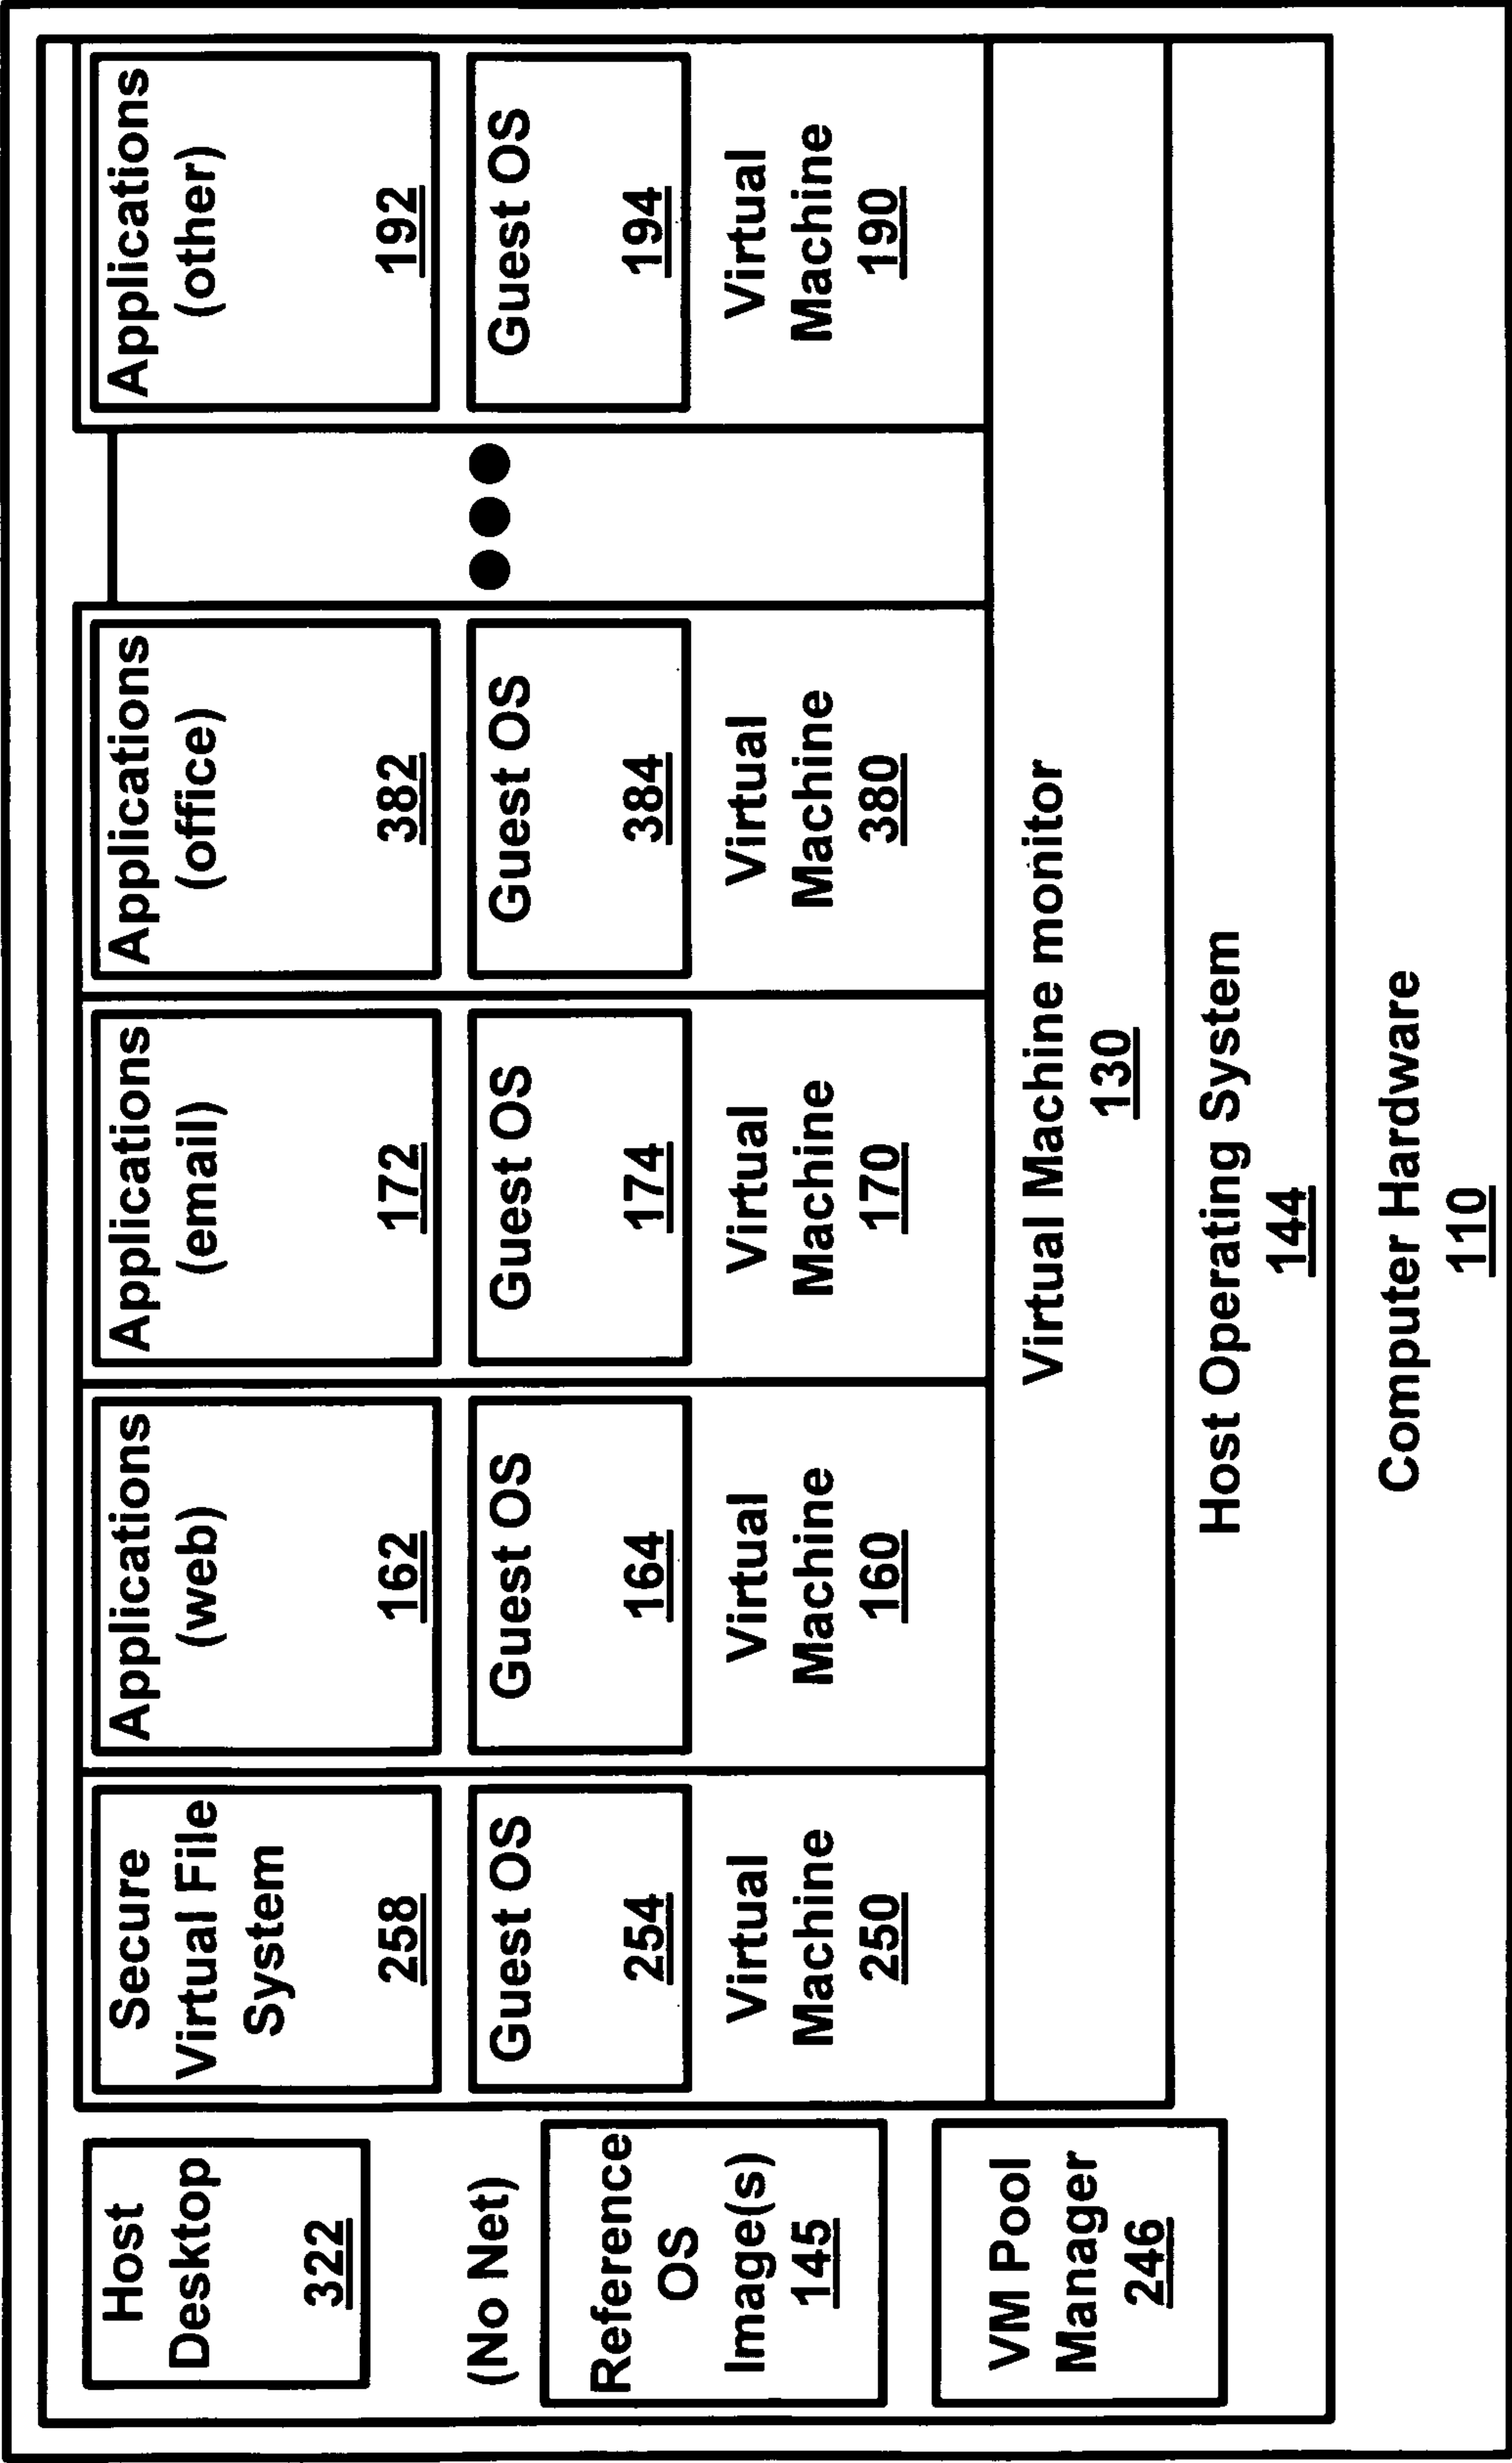 Host
Desktop
322
(No Net)
Reference
OS
Image(s)
145
VM Pool
Manager
246
Secure
Virtual File
System
258
Guest OS
254
Virtual
Machine
250
Applications
(web)
162
Guest OS
164
Virtual
Machine
160
Applications
(email)
172
Guest OS
174
Virtual
Machine
170
Applications
(office)
382
Guest OS
384
Virtual
Machine
380
Applications
(other)
192
Guest OS
194
Virtual
Machine
190
Virtual Machine monitor
130
Host Operating System
144
Computer Hardware
110